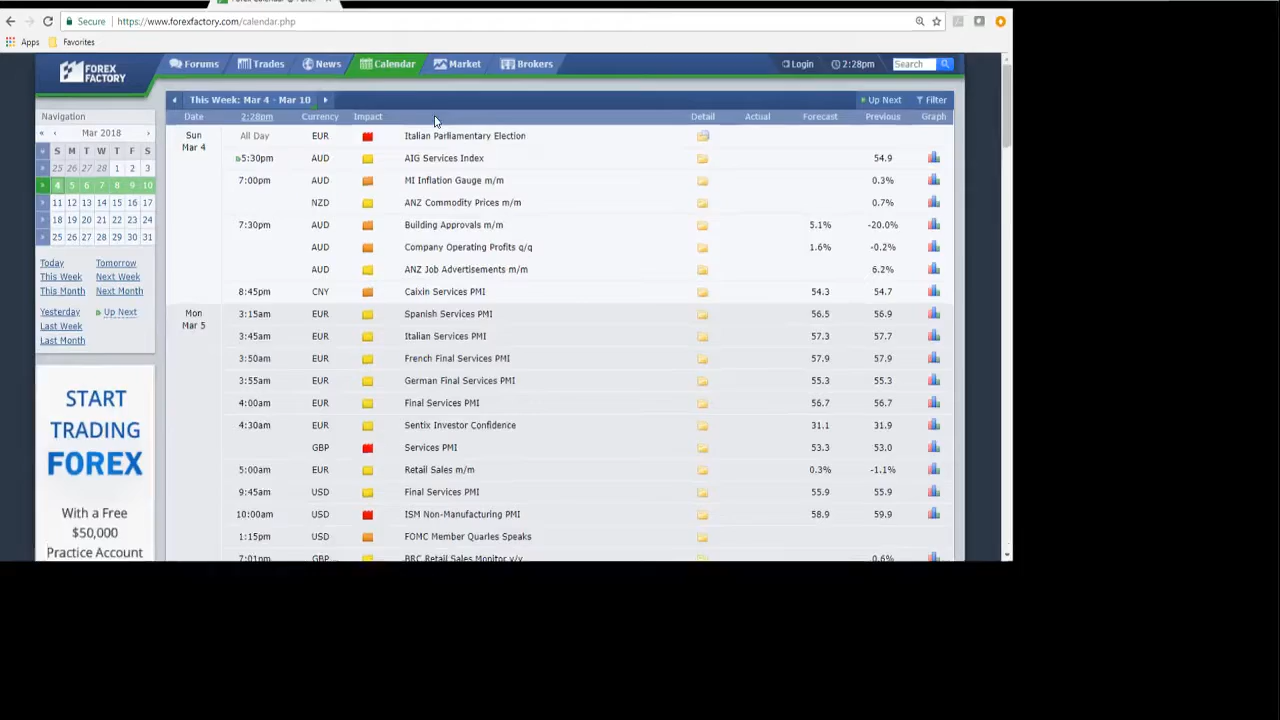 Secure https://www.forexfactory.com/calendar.php
Apps Favorites
FOREX FACTORY Forums Trades News Calendar Market Brokers Login 2:28pm Search
Navigation
« ‹ Mar 2018 ›
S M T W T F S
25 26 27 28 1 2 3
4 5 6 7 8 9 10
11 12 13 14 15 16 17
18 19 20 21 22 23 24
25 26 27 28 29 30 31
Today Tomorrow
This Week Next Week
This Month Next Month
Yesterday Up Next
Last Week
Last Month
START
TRADING
FOREX
With a Free
$50,000
Practice Account
This Week: Mar 4 - Mar 10 Up Next Filter
Date 2:28pm Currency Impact Detail Actual Forecast Previous Graph
Sun Mar 4 All Day EUR Italian Parliamentary Election
5:30pm AUD AIG Services Index 54.9
7:00pm AUD MI Inflation Gauge m/m 0.3%
NZD ANZ Commodity Prices m/m 0.7%
7:30pm AUD Building Approvals m/m 5.1% -20.0%
AUD Company Operating Profits q/q 1.6% -0.2%
AUD ANZ Job Advertisements m/m 6.2%
8:45pm CNY Caixin Services PMI 54.3 54.7
Mon Mar 5 3:15am EUR Spanish Services PMI 56.5 56.9
3:45am EUR Italian Services PMI 57.3 57.7
3:50am EUR French Final Services PMI 57.9 57.9
3:55am EUR German Final Services PMI 55.3 55.3
4:00am EUR Final Services PMI 56.7 56.7
4:30am EUR Sentix Investor Confidence 31.1 31.9
GBP Services PMI 53.3 53.0
5:00am EUR Retail Sales m/m 0.3% -1.1%
9:45am USD Final Services PMI 55.9 55.9
10:00am USD ISM Non-Manufacturing PMI 58.9 59.9
1:15pm USD FOMC Member Quarles Speaks
7:01pm GBP BRC Retail Sales Monitor y/y 0.6%